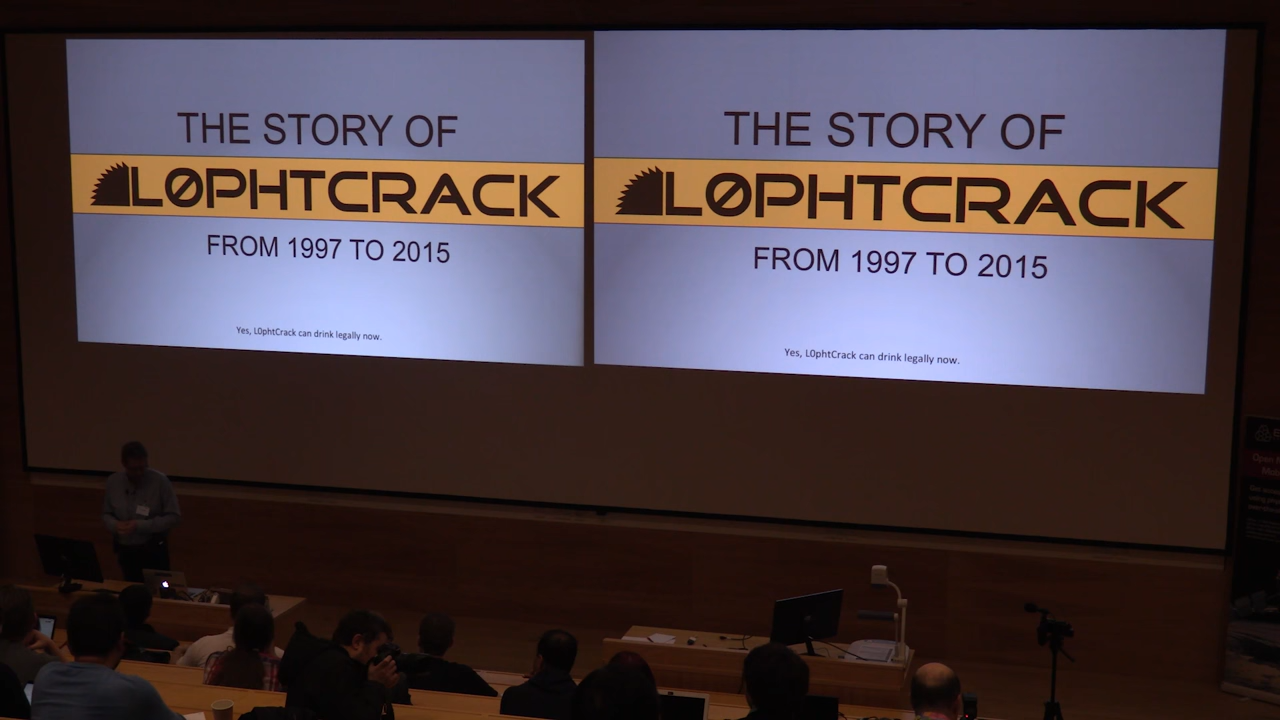 THE STORY OF
L0PHTCRACK
FROM 1997 TO 2015
Yes, L0phtCrack can drink legally now.
THE STORY OF
L0PHTCRACK
FROM 1997 TO 2015
Yes, L0phtCrack can drink legally now.